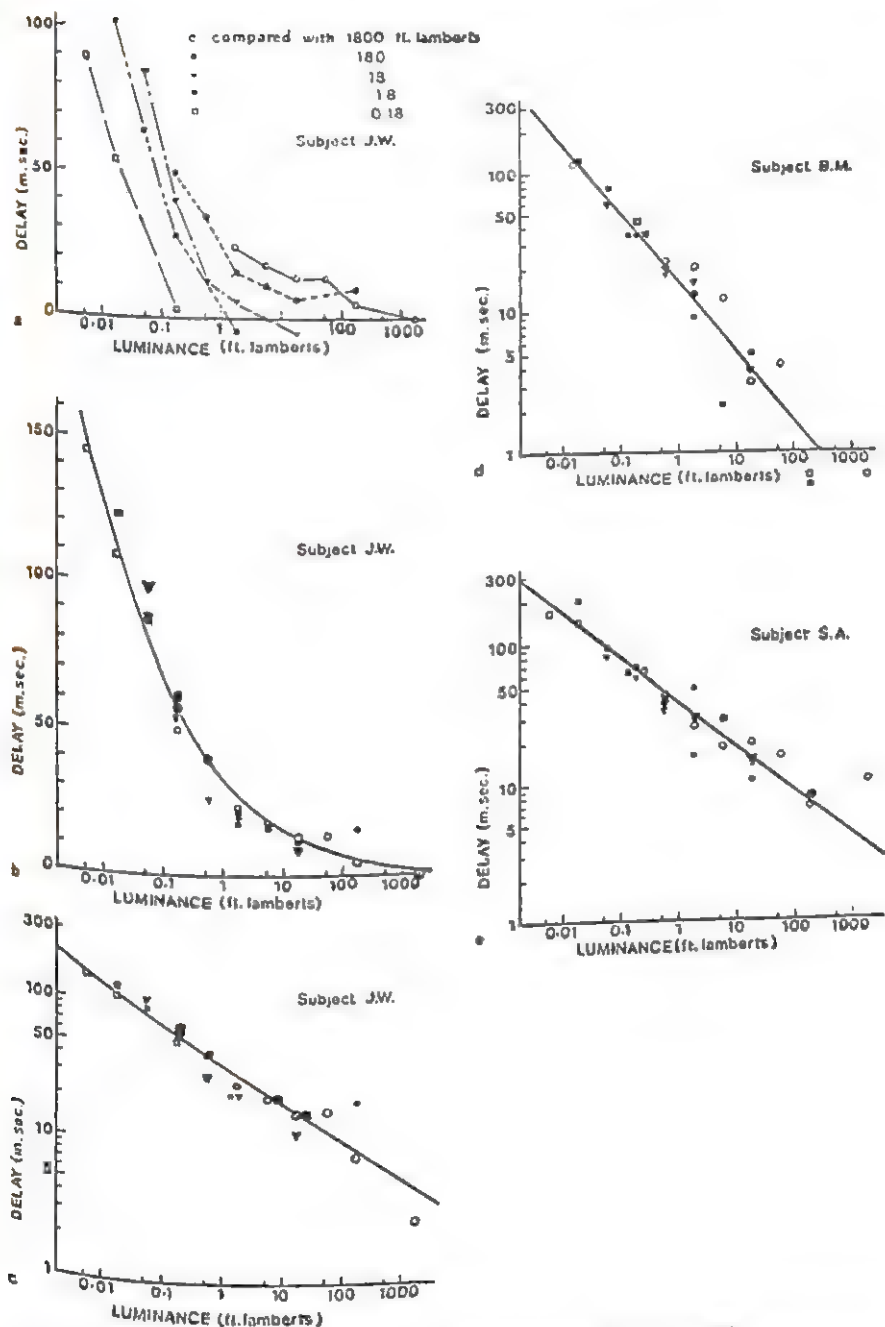 100
50
0
DELAY (m.sec.)
compared with 1800 ft. lamberts
180
18
1.8
0.18
Subject J.W.
a
0.01 0.1 1 10 100 1000
LUMINANCE (ft. lamberts)
150
100
50
0
DELAY (m.sec.)
Subject J.W.
b
0.01 0.1 1 10 100 1000
LUMINANCE (ft. lamberts)
300
100
50
10
1
DELAY (m.sec.)
Subject J.W.
0.01 0.1 1 10 100 1000
LUMINANCE (ft. lamberts)
300
100
50
10
5
1
DELAY (m.sec.)
Subject B.M.
d
0.01 0.1 1 10 100 1000
LUMINANCE (ft. lamberts)
300
100
50
10
5
1
DELAY (m.sec.)
Subject S.A.
e
0.01 0.1 1 10 100 1000
LUMINANCE (ft. lamberts)